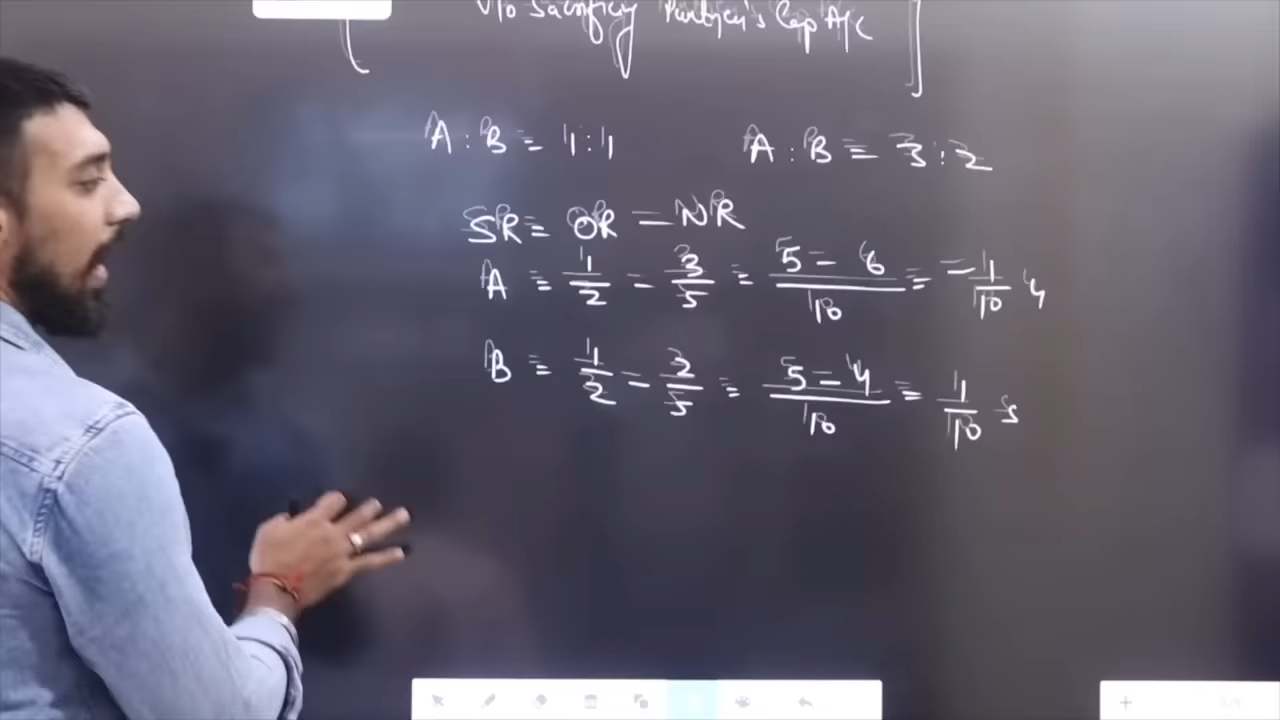 To Sacrificing Partner's Cap A/c
A : B = 1:1
A : B = 3:2
SR = OR - NR
A = 1/2 - 3/5 = 5-6/10 = -1/10 G
B = 1/2 - 2/5 = 5-4/10 = 1/10 S